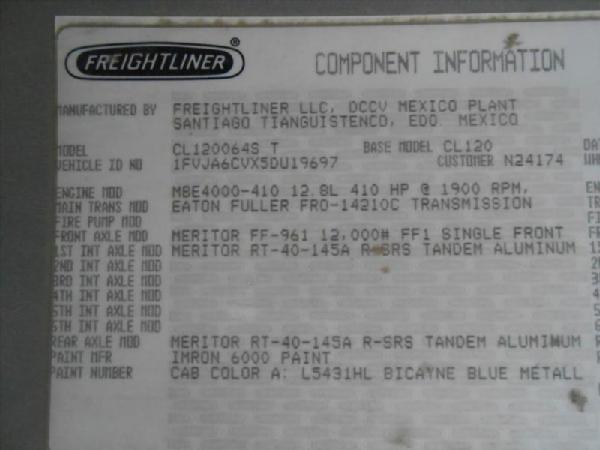 FREIGHTLINER ® COMPONENT INFORMATION
MANUFACTURED BY FREIGHTLINER LLC, DCCV MEXICO PLANT
SANTIAGO TIANGUISTENCO, EDO. MEXICO
MODEL CL120064S T BASE MODEL CL120
VEHICLE ID NO 1FVJA6CVX5DU19697 CUSTOMER N24174
ENGINE MOD MBE4000-410 12.8L 410 HP @ 1900 RPM,
MAIN TRANS MOD EATON FULLER FRO-14210C TRANSMISSION
FIRE PUMP MOD
FRONT AXLE MOD MERITOR FF-961 12,000# FF1 SINGLE FRONT
1ST INT AXLE MOD MERITOR RT-40-145A R-SRS TANDEM ALUMINUM
2ND INT AXLE MOD
3RD INT AXLE MOD
4TH INT AXLE MOD
5TH INT AXLE MOD
6TH INT AXLE MOD
REAR AXLE MOD MERITOR RT-40-145A R-SRS TANDEM ALUMINUM
PAINT MFR IMRON 6000 PAINT
PAINT NUMBER CAB COLOR A: L5431HL BICAYNE BLUE METALL